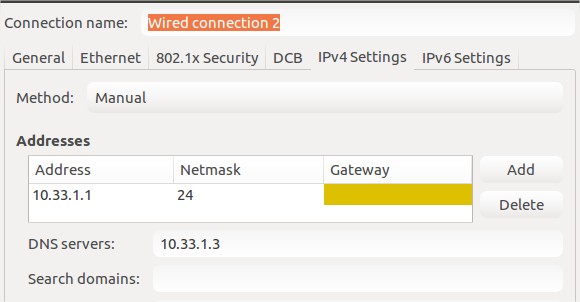 Connection name: Wired connection 2
General Ethernet 802.1x Security DCB IPv4 Settings IPv6 Settings
Method: Manual
Addresses
Address Netmask Gateway
10.33.1.1 24
Add
Delete
DNS servers: 10.33.1.3
Search domains: